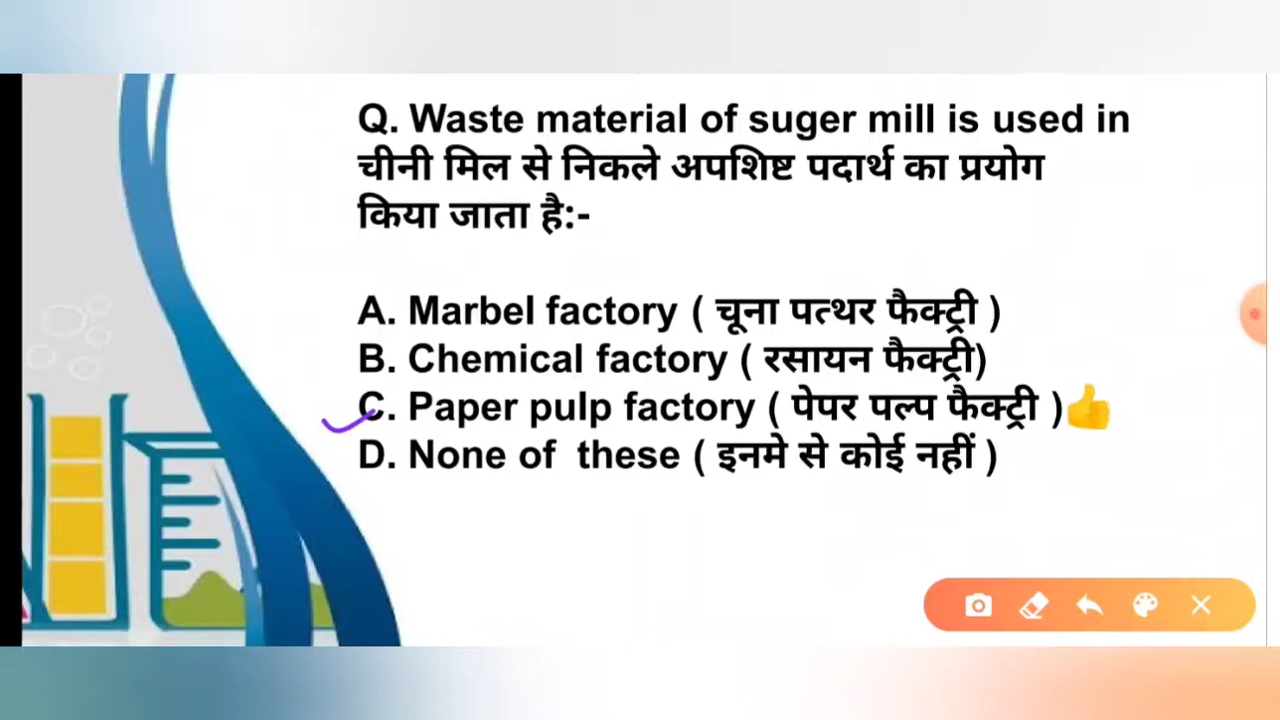 Q. Waste material of suger mill is used in
चीनी मिल से निकले अपशिष्ट पदार्थ का प्रयोग
किया जाता है:-
A. Marbel factory ( चूना पत्थर फैक्ट्री )
B. Chemical factory ( रसायन फैक्ट्री)
C. Paper pulp factory ( पेपर पल्प फैक्ट्री )👍
D. None of these ( इनमे से कोई नहीं )